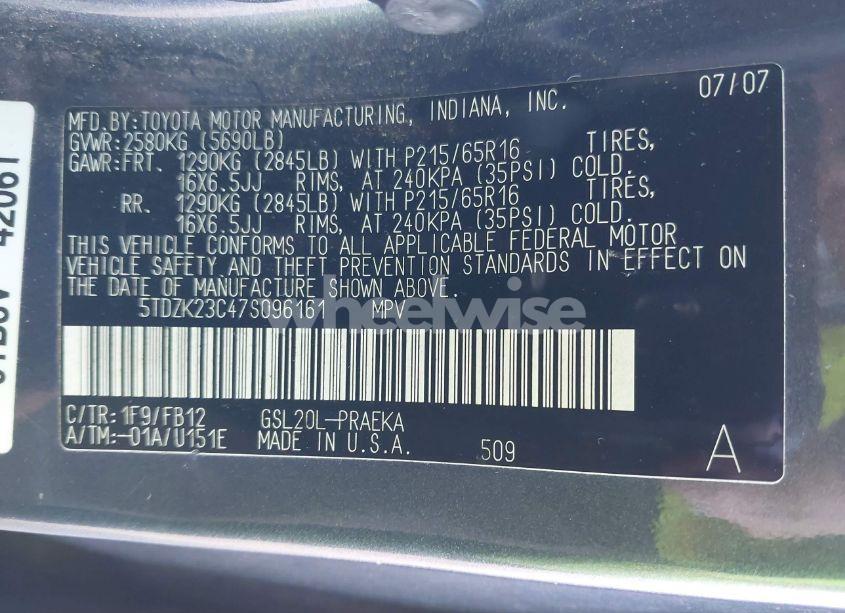 07/07
MFD.BY:TOYOTA MOTOR MANUFACTURING, INDIANA, INC.
GVWR:2580KG (5690LB)
GAWR:FRT. 1290KG (2845LB) WITH P215/65R16 TIRES,
16X6.5JJ RIMS, AT 240KPA (35PSI) COLD.
RR. 1290KG (2845LB) WITH P215/65R16 TIRES,
16X6.5JJ RIMS, AT 240KPA (35PSI) COLD.
THIS VEHICLE CONFORMS TO ALL APPLICABLE FEDERAL MOTOR
VEHICLE SAFETY AND THEFT PREVENTION STANDARDS IN EFFECT ON
THE DATE OF MANUFACTURE SHOWN ABOVE.
5TDZK23C47S096161 MPV
wheelwise
C/TR:1F9/FB12 GSL20L-PRAEKA
A/TM:-01A/U151E MADE IN U.S.A. 509 A